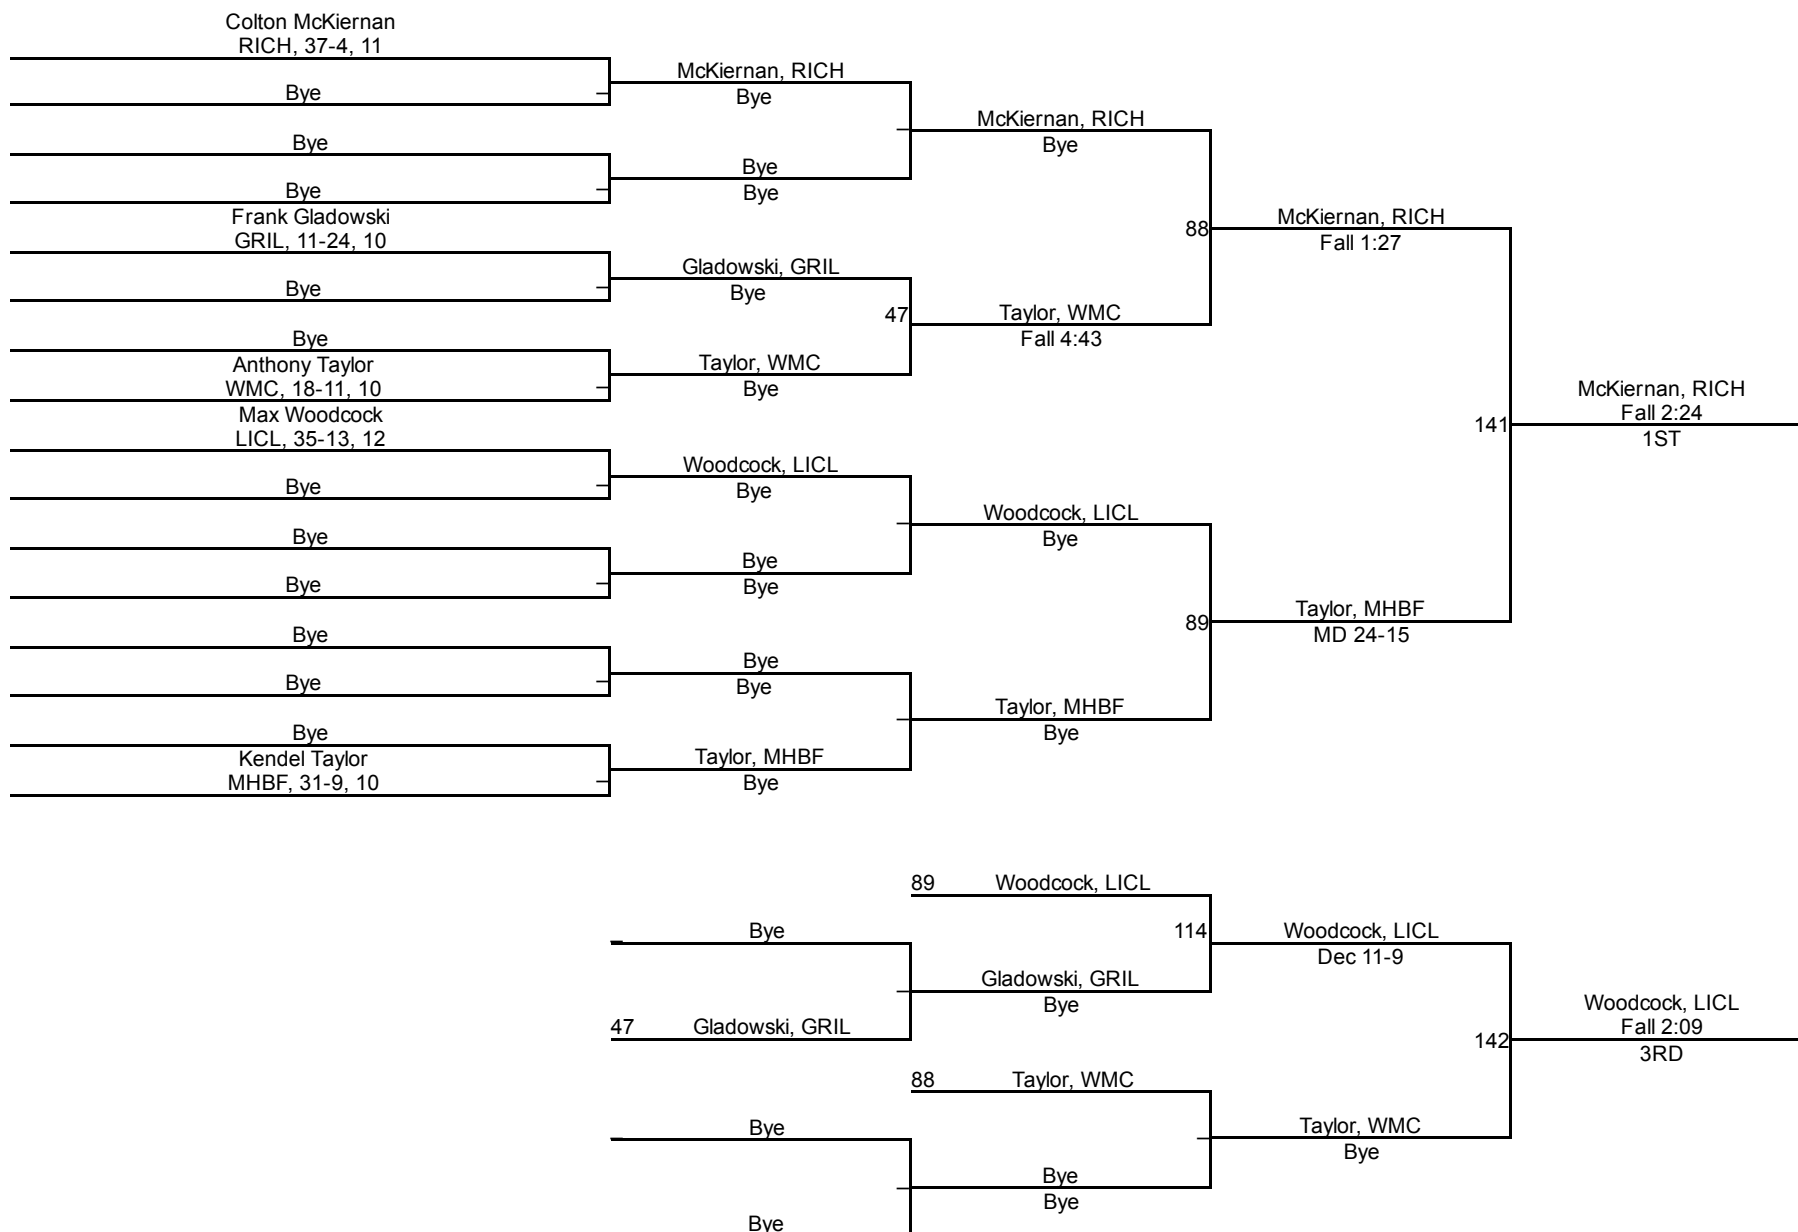 Colton McKiernan
RICH, 37-4, 11
Bye
Bye
Bye
Frank Gladowski
GRIL, 11-24, 10
Bye
Bye
Anthony Taylor
WMC, 18-11, 10
Max Woodcock
LICL, 35-13, 12
Bye
Bye
Bye
Bye
Bye
Bye
Kendel Taylor
MHBF, 31-9, 10
McKiernan, RICH
Bye
Bye
Bye
Gladowski, GRIL
Bye
Taylor, WMC
Bye
Woodcock, LICL
Bye
Bye
Bye
Bye
Bye
Taylor, MHBF
Bye
McKiernan, RICH
Bye
47
Taylor, WMC
Fall 4:43
Woodcock, LICL
Bye
Taylor, MHBF
Bye
88
McKiernan, RICH
Fall 1:27
89
Taylor, MHBF
MD 24-15
141
McKiernan, RICH
Fall 2:24
1ST
Bye
47 Gladowski, GRIL
Bye
Bye
89 Woodcock, LICL
Gladowski, GRIL
Bye
88 Taylor, WMC
Bye
Bye
114
Woodcock, LICL
Dec 11-9
Taylor, WMC
Bye
142
Woodcock, LICL
Fall 2:09
3RD